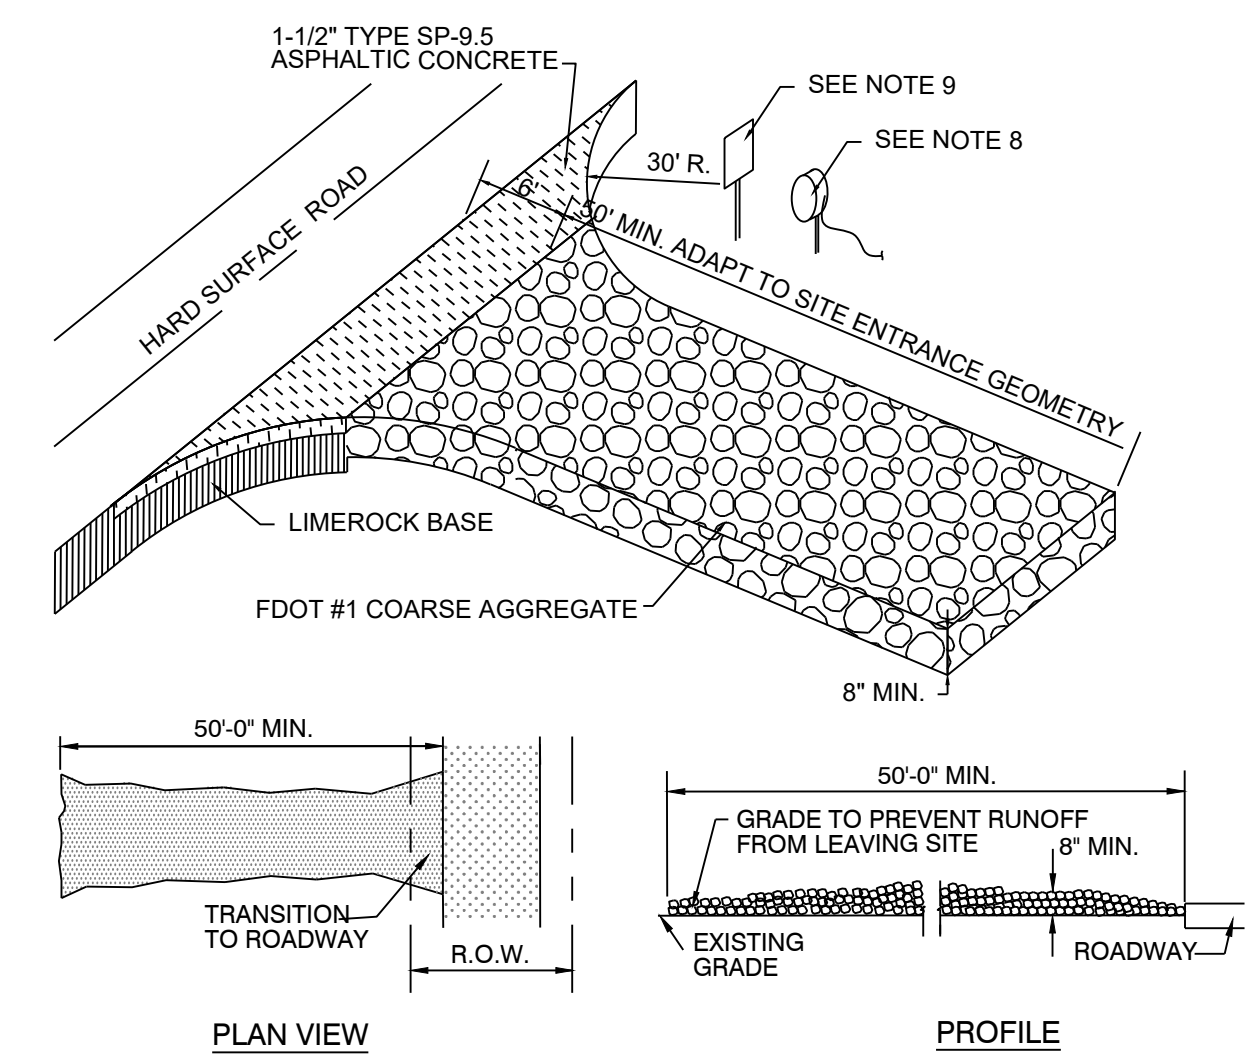 1-1/2" TYPE SP-9.5
ASPHALTIC CONCRETE
SEE NOTE 9
SEE NOTE 8
30' R.
6'
50' MIN. ADAPT TO SITE ENTRANCE GEOMETRY
HARD SURFACE ROAD
LIMEROCK BASE
FDOT #1 COARSE AGGREGATE
8" MIN.
50'-0" MIN.
TRANSITION
TO ROADWAY
R.O.W.
PLAN VIEW
50'-0" MIN.
GRADE TO PREVENT RUNOFF
FROM LEAVING SITE
8" MIN.
EXISTING
GRADE
ROADWAY
PROFILE